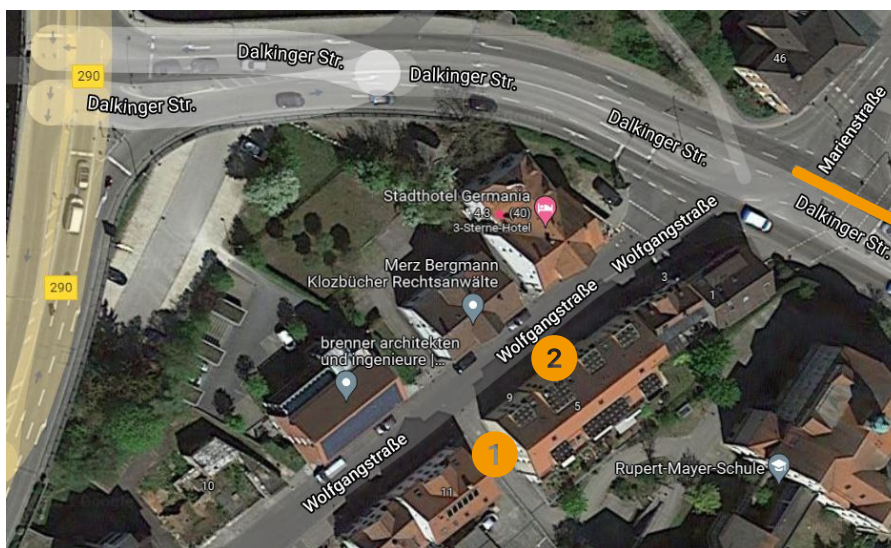 Dalkinger Str.
290
Dalkinger Str.
Dalkinger Str.
46
Marienstraße
Dalkinger Str.
Stadthotel Germania
4,3 (40)
3-Sterne-Hotel
Dalkinger Str.
Wolfgangstraße
Merz Bergmann
Klozbücher Rechtsanwälte
290
3
1
Wolfgangstraße
brenner architekten
und ingenieure |...
2
9
5
1
Wolfgangstraße
Rupert-Mayer-Schule
10
11